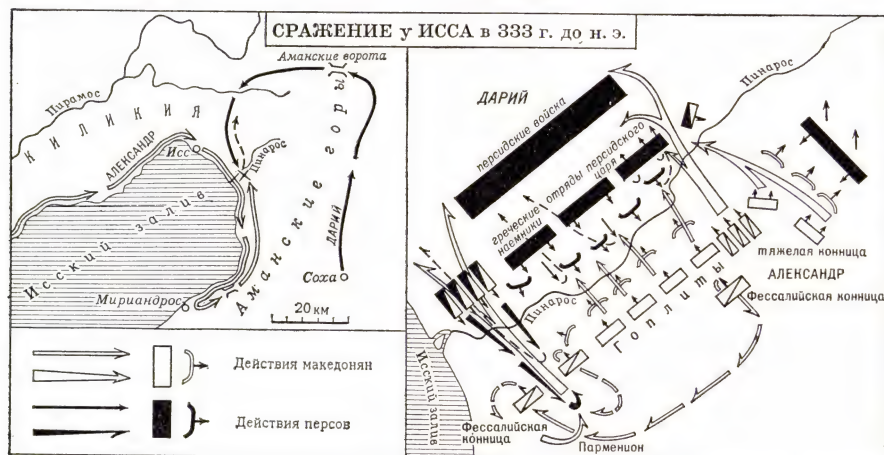 СРАЖЕНИЕ у ИССА в 333 г. до н. э.
Аманские ворота
Пирамос
КИЛИКИЯ
АЛЕКСАНДР
Исс
Пинарос
Исский залив
Аманские горы
ДАРИЙ
Соха
Мириандрос
20 км
Действия македонян
Действия персов
ДАРИЙ
Пинарос
персидские войска
греческие наемники
отряды персидского царя
тяжелая конница
АЛЕКСАНДР
Фессалийская конница
Гоплиты
Пинарос
Исский залив
Фессалийская
конница
Парменион